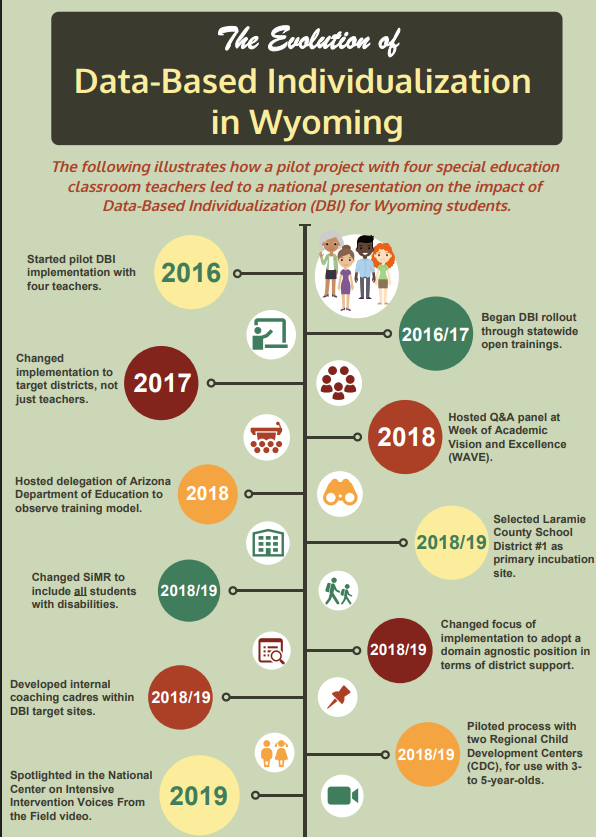 The Evolution of
Data-Based Individualization
in Wyoming
The following illustrates how a pilot project with four special education
classroom teachers led to a national presentation on the impact of
Data-Based Individualization (DBI) for Wyoming students.
Started pilot DBI
implementation with
four teachers.
2016
2016/17
Began DBI rollout
through statewide
open trainings.
Changed
implementation to
target districts, not
just teachers.
2017
2018
Hosted Q&A panel at
Week of Academic
Vision and Excellence
(WAVE).
Hosted delegation of Arizona
Department of Education to
observe training model.
2018
2018/19
Selected Laramie
County School
District #1 as
primary incubation
site.
Changed SiMR to
include all students
with disabilities.
2018/19
2018/19
Changed focus of
implementation to adopt a
domain agnostic position in
terms of district support.
Developed internal
coaching cadres within
DBI target sites.
2018/19
2018/19
Piloted process with
two Regional Child
Development Centers
(CDC), for use with 3-
to 5-year-olds.
Spotlighted in the National
Center on Intensive
Intervention Voices From
the Field video.
2019